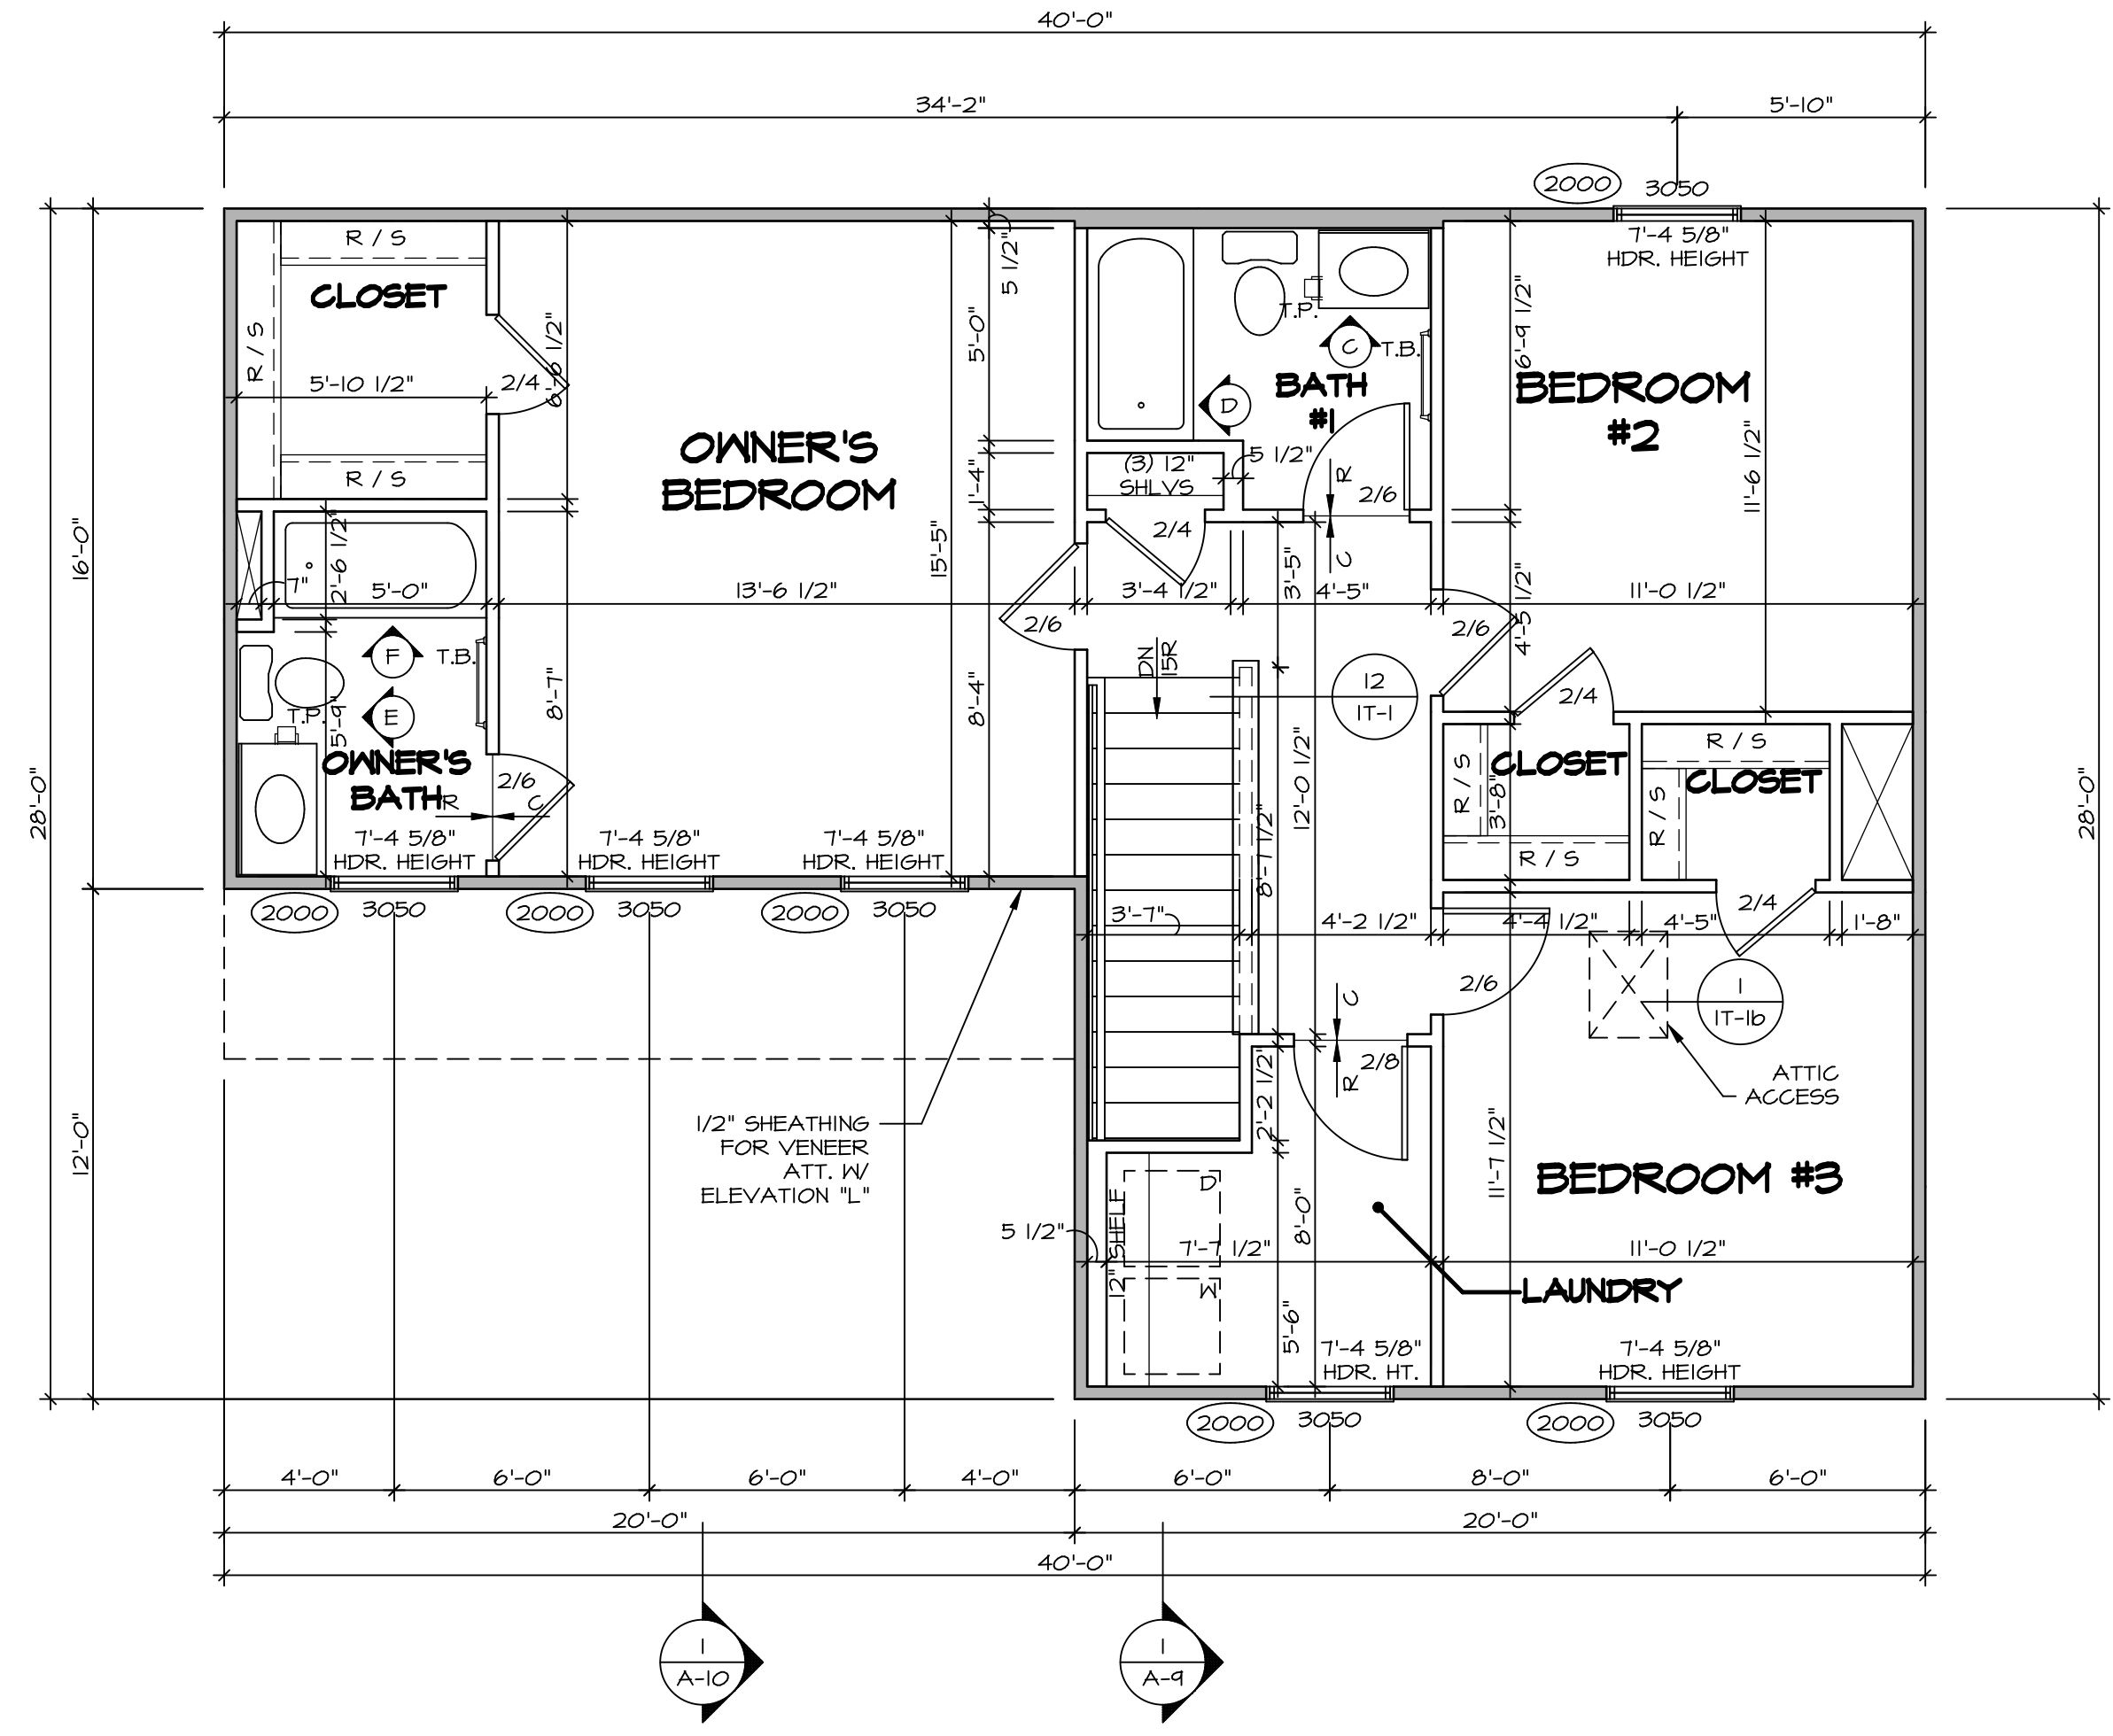 40'-0"
34'-2"
5'-10"
2000
3050
R / S
5 1/2"
7'-4 5/8"
HDR. HEIGHT
CLOSET
R / S
6'-6 1/2"
5'-0"
T.P.
C
T.B.
6'-9 1/2"
5'-10 1/2"
2/4
D
BATH
#1
BEDROOM
#2
OWNER'S
BEDROOM
R / S
1'-4"
(3) 12"
SHLVS
5 1/2"
R
2/6
11'-6 1/2"
16'-0"
2'-6 1/2"
15'-5"
2/4
C
3'-5"
7"
5'-0"
13'-6 1/2"
3'-4 1/2"
4'-5"
4'-5 1/2"
11'-0 1/2"
2/6
2/6
F
T.B.
DN
15R
E
T.P.
5'-9"
8'-7"
8'-4"
12
1T-1
2/4
OWNER'S
BATH
R
C
2/6
12'-0 1/2"
R / S
CLOSET
3'-8"
R / S
CLOSET
R / S
28'-0"
28'-0"
7'-4 5/8"
HDR. HEIGHT
7'-4 5/8"
HDR. HEIGHT
7'-4 5/8"
HDR. HEIGHT
8'-7 1/2"
R / S
2000
3050
2000
3050
2000
3050
3'-7"
4'-2 1/2"
4'-4 1/2"
4'-5"
2/4
1'-8"
2/6
C
1
1T-1b
2/8
R
2'-2 1/2"
ATTIC
ACCESS
12'-0"
1/2" SHEATHING
FOR VENEER
ATT. W/
ELEVATION "L"
11'-7 1/2"
BEDROOM #3
D
12" SHELF
5 1/2"
8'-0"
7'-7 1/2"
11'-0 1/2"
W
LAUNDRY
5'-6"
7'-4 5/8"
HDR. HT.
7'-4 5/8"
HDR. HEIGHT
2000
3050
2000
3050
4'-0"
6'-0"
6'-0"
4'-0"
6'-0"
8'-0"
6'-0"
20'-0"
20'-0"
40'-0"
1
A-10
1
A-9